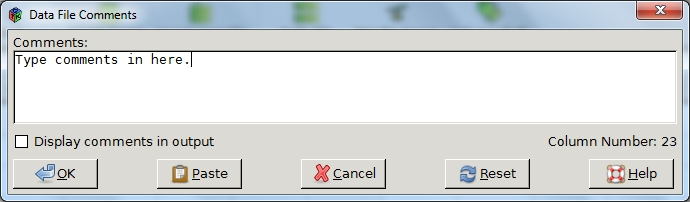 Data File Comments
Comments:
Type comments in here.
Display comments in output
Column Number: 23
OK
Paste
Cancel
Reset
Help